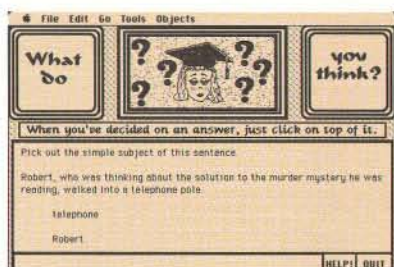 File Edit Go Tools Objects
What do
you think?
When you've decided on an answer, just click on top of it.
Pick out the simple subject of this sentence.
Robert, who was thinking about the solution to the murder mystery he was
reading, walked into a telephone pole.
telephone
Robert
HELP! QUIT